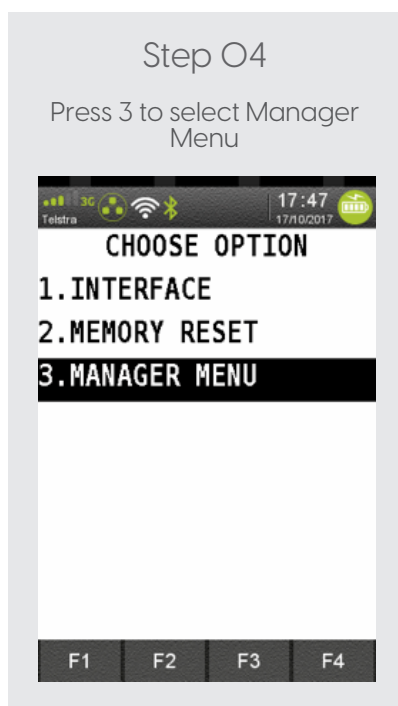 Step 04
Press 3 to select Manager
Menu
3G 17:47
Telstra 17/10/2017
CHOOSE OPTION
1.INTERFACE
2.MEMORY RESET
3.MANAGER MENU
F1 F2 F3 F4